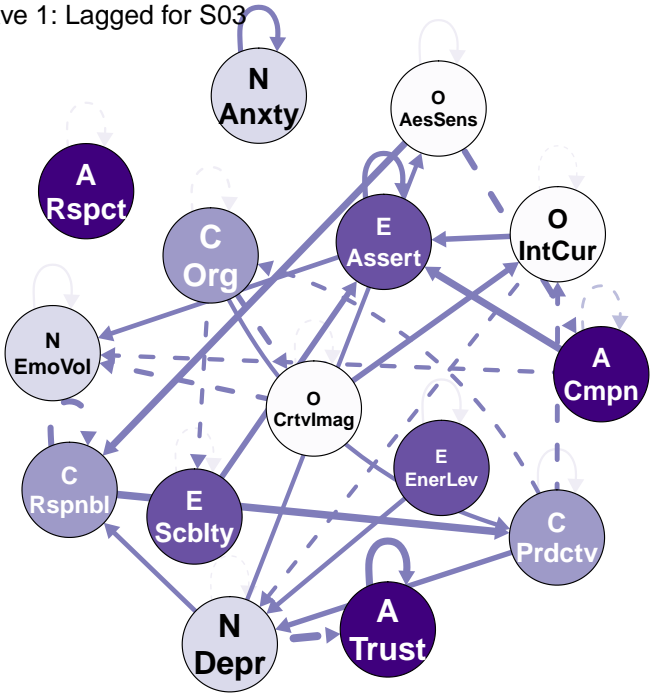 ve 1: Lagged for S03
N
Anxty
O
AesSens
A
Rspct
E
Assert
O
IntCur
C
Org
N
EmoVol
A
Cmpn
O
CrtvImag
E
EnerLev
C
Rspnbl
E
Scblty
C
Prdctv
N
Depr
A
Trust